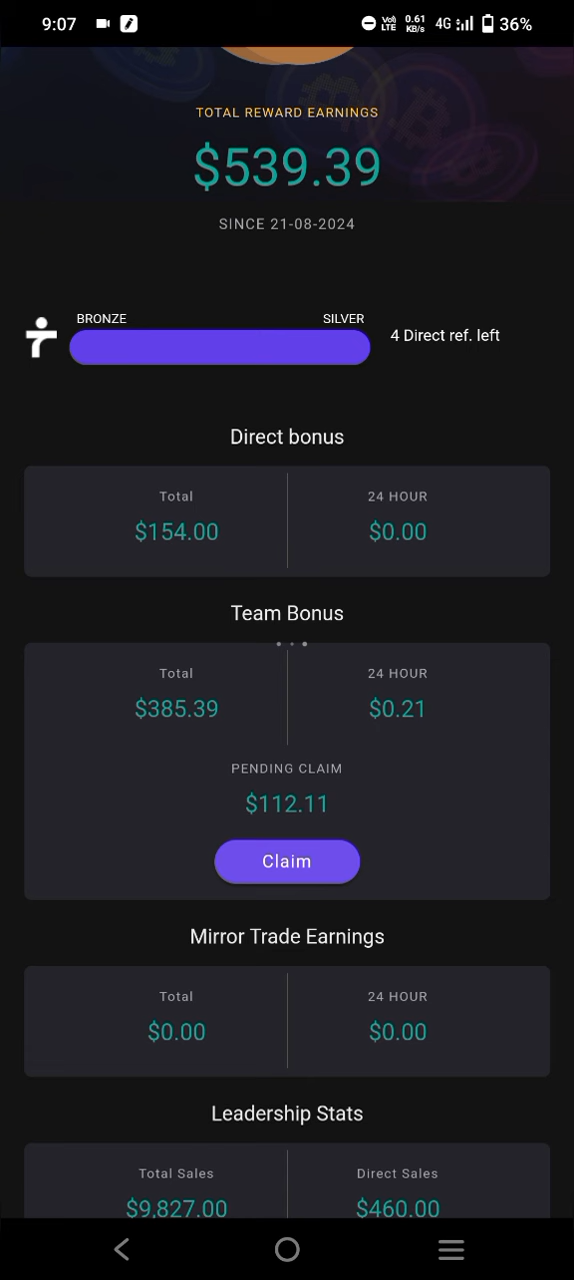 9:07 Vo) LTE 0.61 KB/s 4G 36%
TOTAL REWARD EARNINGS
$539.39
SINCE 21-08-2024
BRONZE SILVER
4 Direct ref. left
Direct bonus
Total 24 HOUR
$154.00 $0.00
Team Bonus
Total 24 HOUR
$385.39 $0.21
PENDING CLAIM
$112.11
Claim
Mirror Trade Earnings
Total 24 HOUR
$0.00 $0.00
Leadership Stats
Total Sales Direct Sales
$9,827.00 $460.00